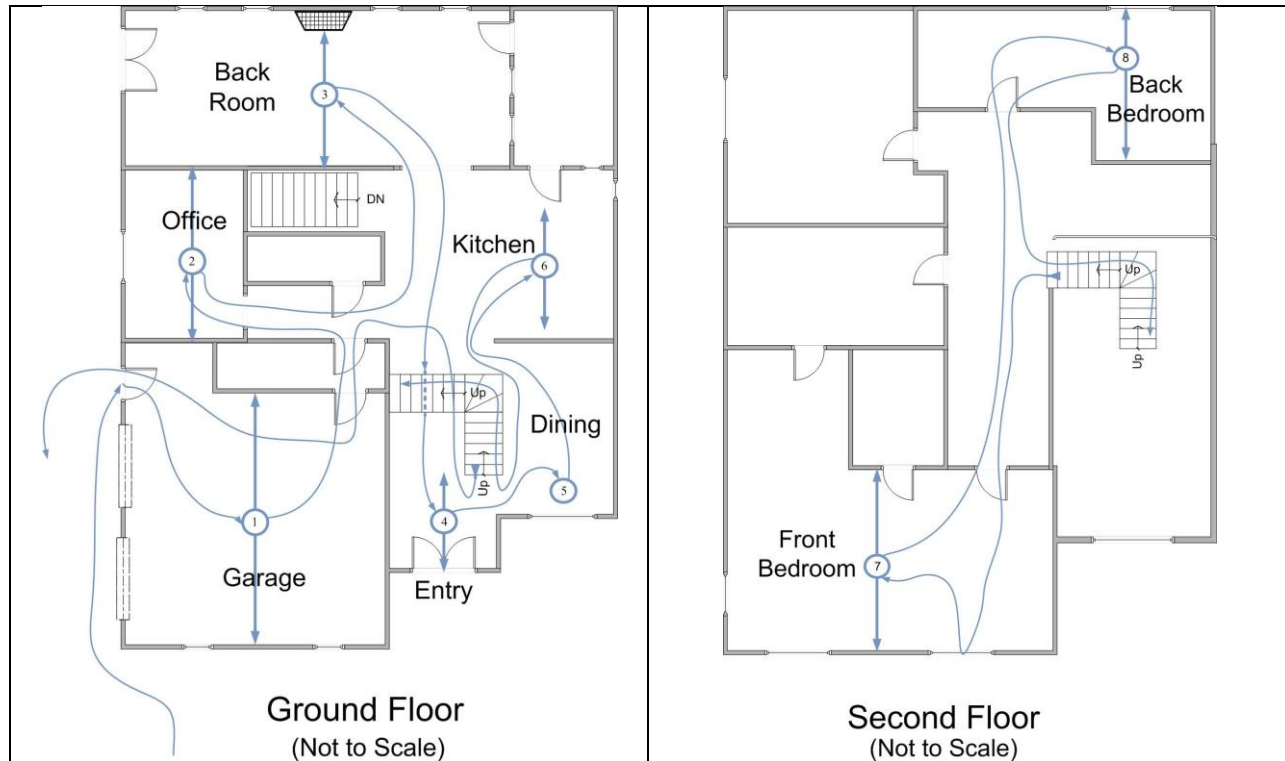 Back
Room
3
DN
Office
2
Kitchen
6
Up
Dining
Up
5
4
1
Garage
Entry
Ground Floor
(Not to Scale)
8
Back
Bedroom
Up
Up
Front
Bedroom
7
Second Floor
(Not to Scale)